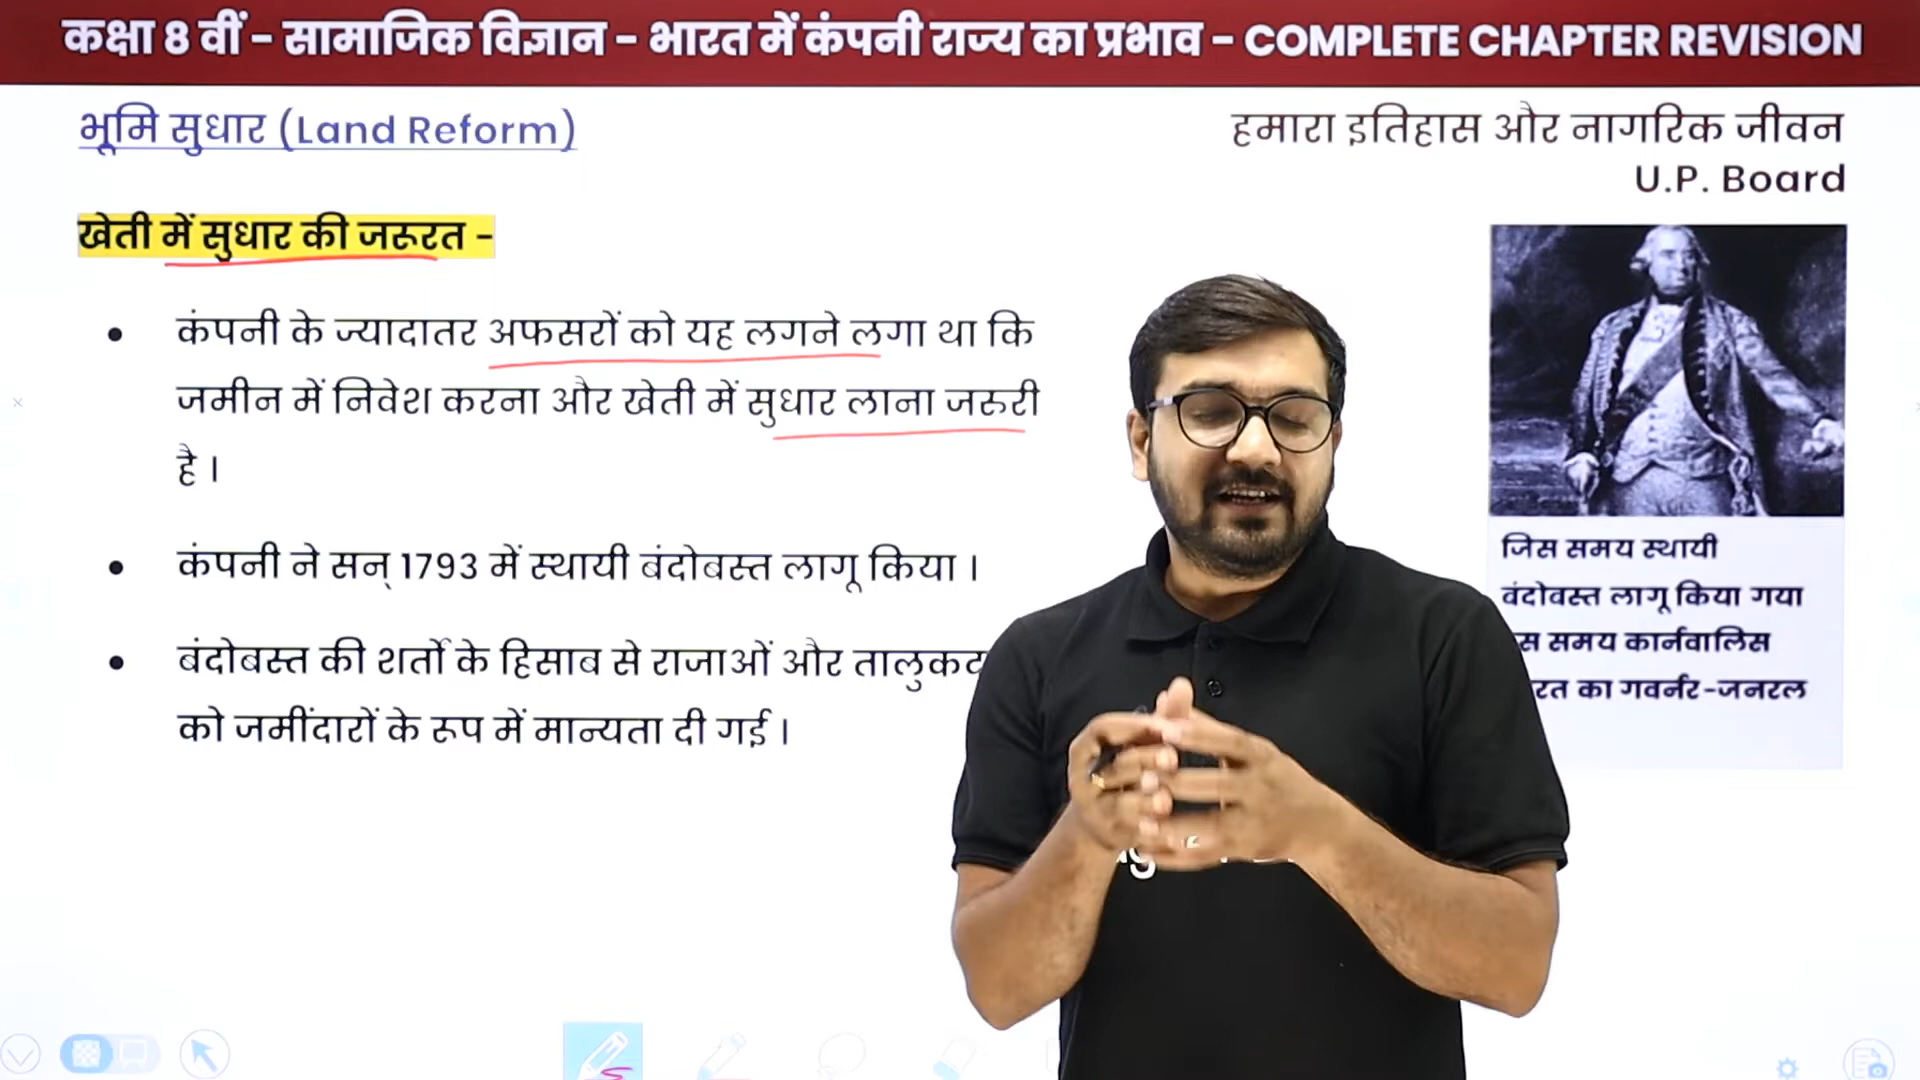 कक्षा 8 वीं - सामाजिक विज्ञान - भारत में कंपनी राज्य का प्रभाव - COMPLETE CHAPTER REVISION
भूमि सुधार (Land Reform)
हमारा इतिहास और नागरिक जीवन
U.P. Board
खेती में सुधार की जरूरत -
• कंपनी के ज्यादातर अफसरों को यह लगने लगा था कि
जमीन में निवेश करना और खेती में सुधार लाना जरुरी
है ।
• कंपनी ने सन् 1793 में स्थायी बंदोबस्त लागू किया ।
• बंदोबस्त की शर्तो के हिसाब से राजाओं और
को जमींदारों के रूप में मान्यता दी गई ।
जिस समय स्थायी
बंदोबस्त लागू किया गया
समय कार्नवालिस
का गवर्नर-जनरल